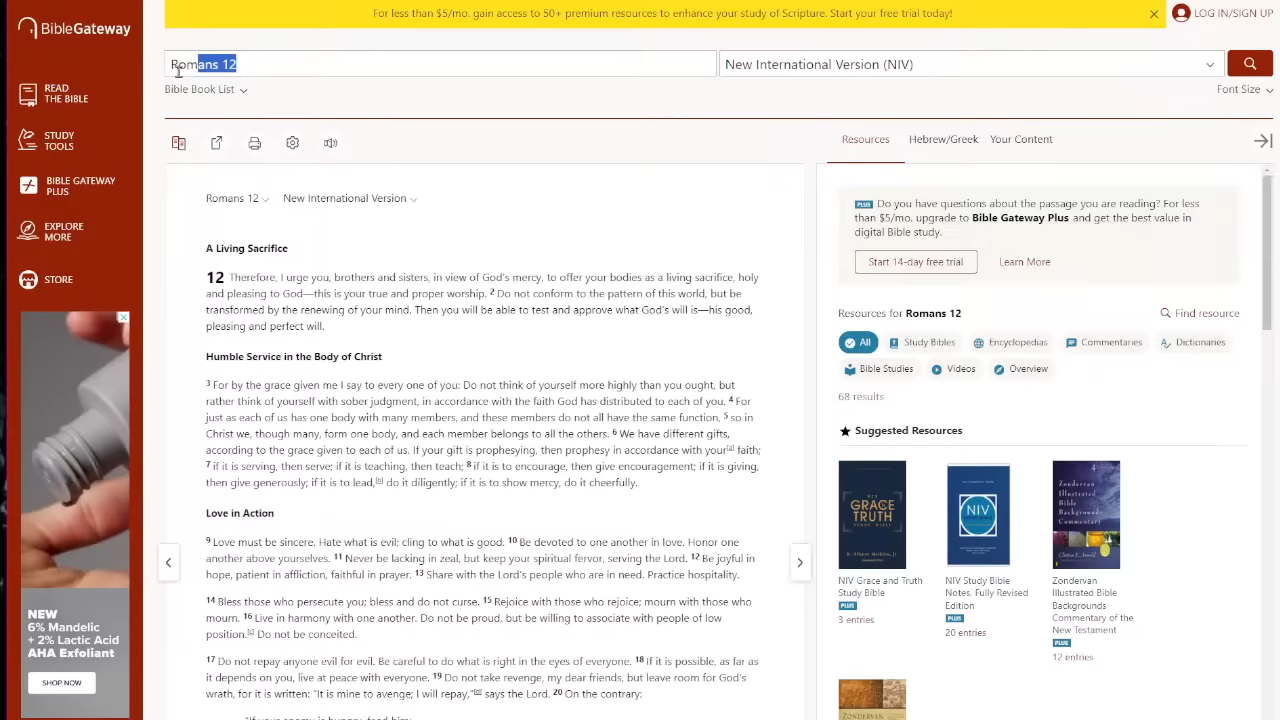 For less than $5/mo. gain access to 50+ premium resources to enhance your study of Scripture. Start your free trial today!
LOG IN/SIGN UP
BibleGateway
Romans 12
New International Version (NIV)
Bible Book List
Font Size
READ
THE BIBLE
STUDY
TOOLS
BIBLE GATEWAY
PLUS
EXPLORE
MORE
STORE
Resources
Hebrew/Greek
Your Content
Romans 12
New International Version
A Living Sacrifice
12 Therefore, I urge you, brothers and sisters, in view of God's mercy, to offer your bodies as a living sacrifice, holy
and pleasing to God—this is your true and proper worship. 2 Do not conform to the pattern of this world, but be
transformed by the renewing of your mind. Then you will be able to test and approve what God's will is—his good,
pleasing and perfect will.
Humble Service in the Body of Christ
3 For by the grace given me I say to every one of you: Do not think of yourself more highly than you ought, but
rather think of yourself with sober judgment, in accordance with the faith God has distributed to each of you. 4 For
just as each of us has one body with many members, and these members do not all have the same function, 5 so in
Christ we, though many, form one body, and each member belongs to all the others. 6 We have different gifts,
according to the grace given to each of us. If your gift is prophesying, then prophesy in accordance with your[a] faith;
7 if it is serving, then serve; if it is teaching, then teach; 8 if it is to encourage, then give encouragement; if it is giving,
then give generously; if it is to lead, do it diligently; if it is to show mercy, do it cheerfully.
Love in Action
9 Love must be sincere. Hate what is evil; cling to what is good. 10 Be devoted to one another in love. Honor one
another above yourselves. 11 Never be lacking in zeal, but keep your spiritual fervor, serving the Lord. 12 Be joyful in
hope, patient in affliction, faithful in prayer. 13 Share with the Lord's people who are in need. Practice hospitality.
14 Bless those who persecute you; bless and do not curse. 15 Rejoice with those who rejoice; mourn with those who
mourn. 16 Live in harmony with one another. Do not be proud, but be willing to associate with people of low
position. Do not be conceited.
17 Do not repay anyone evil for evil. Be careful to do what is right in the eyes of everyone. 18 If it is possible, as far as
it depends on you, live at peace with everyone. 19 Do not take revenge, my dear friends, but leave room for God's
wrath, for it is written: "It is mine to avenge; I will repay,"[d] says the Lord. 20 On the contrary:
"If your enemy is hungry, feed him;
PLUS Do you have questions about the passage you are reading? For less
than $5/mo. upgrade to Bible Gateway Plus and get the best value in
digital Bible study.
Start 14-day free trial
Learn More
Resources for Romans 12
Find resource
All
Study Bibles
Encyclopedias
Commentaries
Dictionaries
Bible Studies
Videos
Overview
68 results
Suggested Resources
GRACE
TRUTH
NIV
NIV Grace and Truth
Study Bible
PLUS
3 entries
NIV Study Bible
Notes, Fully Revised
Edition
PLUS
20 entries
Zondervan
Illustrated Bible
Backgrounds
Commentary
Zondervan
Illustrated Bible
Backgrounds
Commentary of the
New Testament
PLUS
12 entries
ZONDERVAN
NEW
6% Mandelic
+ 2% Lactic Acid
AHA Exfoliant
SHOP NOW